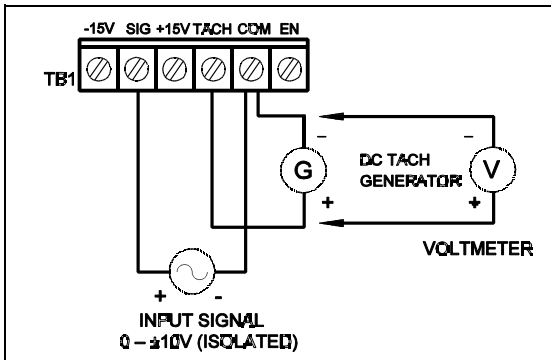 -15V SIG +15V TACH COM EN
TB1
G
V
– –
+ +
DC TACH
GENERATOR
VOLTMETER
+ -
INPUT SIGNAL
0 – ±10V (ISOLATED)